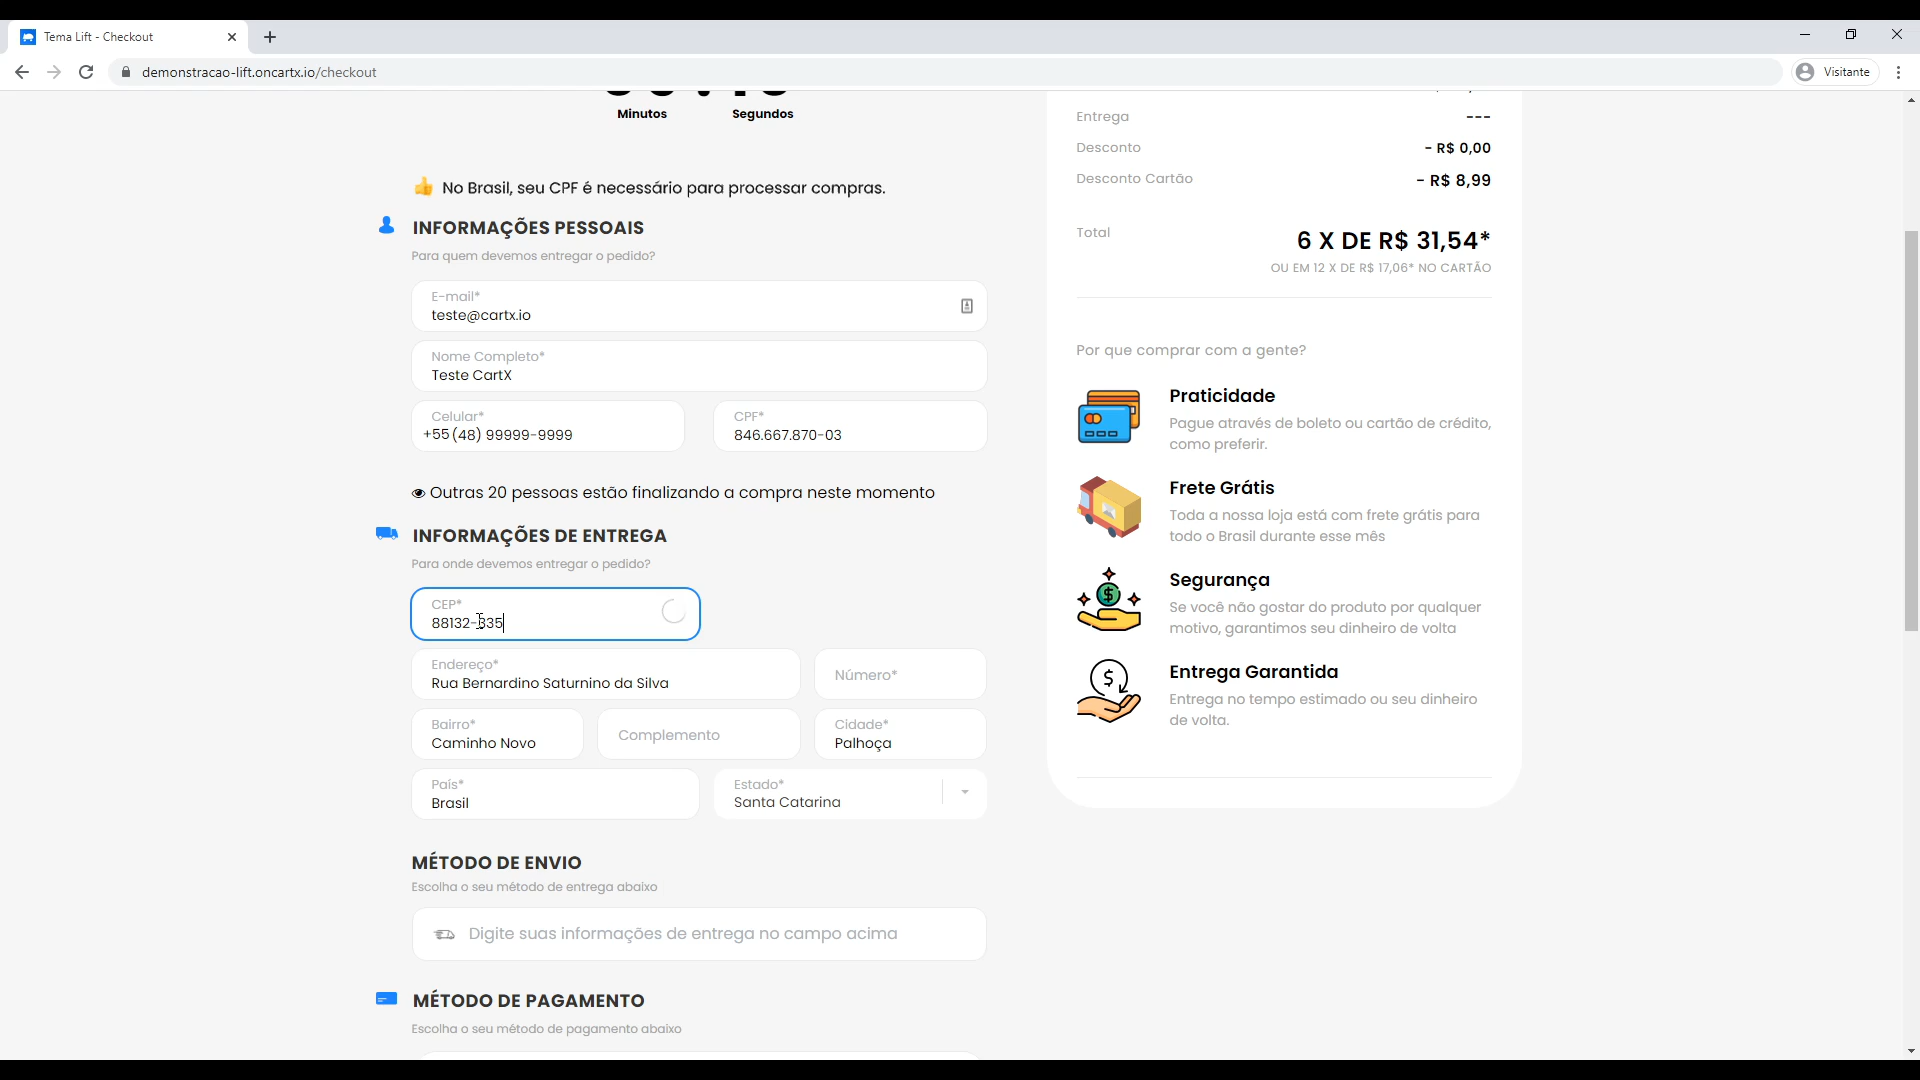 Tema Lift - Checkout
demonstracao-lift.oncartx.io/checkout
Visitante
Minutos
Segundos
👍 No Brasil, seu CPF é necessário para processar compras.
INFORMAÇÕES PESSOAIS
Para quem devemos entregar o pedido?
E-mail*
teste@cartx.io
Nome Completo*
Teste CartX
Celular*
+55 (48) 99999-9999
CPF*
846.667.870-03
Outras 20 pessoas estão finalizando a compra neste momento
INFORMAÇÕES DE ENTREGA
Para onde devemos entregar o pedido?
CEP*
88132-335
Endereço*
Rua Bernardino Saturnino da Silva
Número*
Bairro*
Caminho Novo
Complemento
Cidade*
Palhoça
País*
Brasil
Estado*
Santa Catarina
MÉTODO DE ENVIO
Escolha o seu método de entrega abaixo
Digite suas informações de entrega no campo acima
MÉTODO DE PAGAMENTO
Escolha o seu método de pagamento abaixo
Entrega ---
Desconto - R$ 0,00
Desconto Cartão - R$ 8,99
Total 6 X DE R$ 31,54*
OU EM 12 X DE R$ 17,06* NO CARTÃO
Por que comprar com a gente?
Praticidade
Pague através de boleto ou cartão de crédito,
como preferir.
Frete Grátis
Toda a nossa loja está com frete grátis para
todo o Brasil durante esse mês
Segurança
Se você não gostar do produto por qualquer
motivo, garantimos seu dinheiro de volta
Entrega Garantida
Entrega no tempo estimado ou seu dinheiro
de volta.